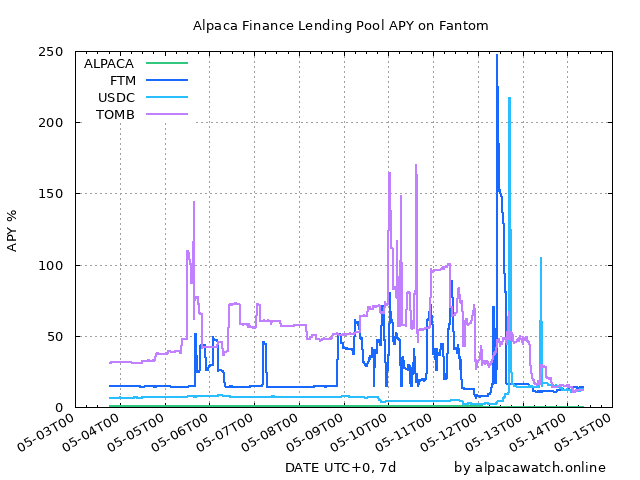 Alpaca Finance Lending Pool APY on Fantom
250
200
150
100
50
0
APY %
ALPACA
FTM
USDC
TOMB
05-03T00
05-04T00
05-05T00
05-06T00
05-07T00
05-08T00
05-09T00
05-10T00
05-11T00
05-12T00
05-13T00
05-14T00
05-15T00
DATE UTC+0, 7d
by alpacawatch.online